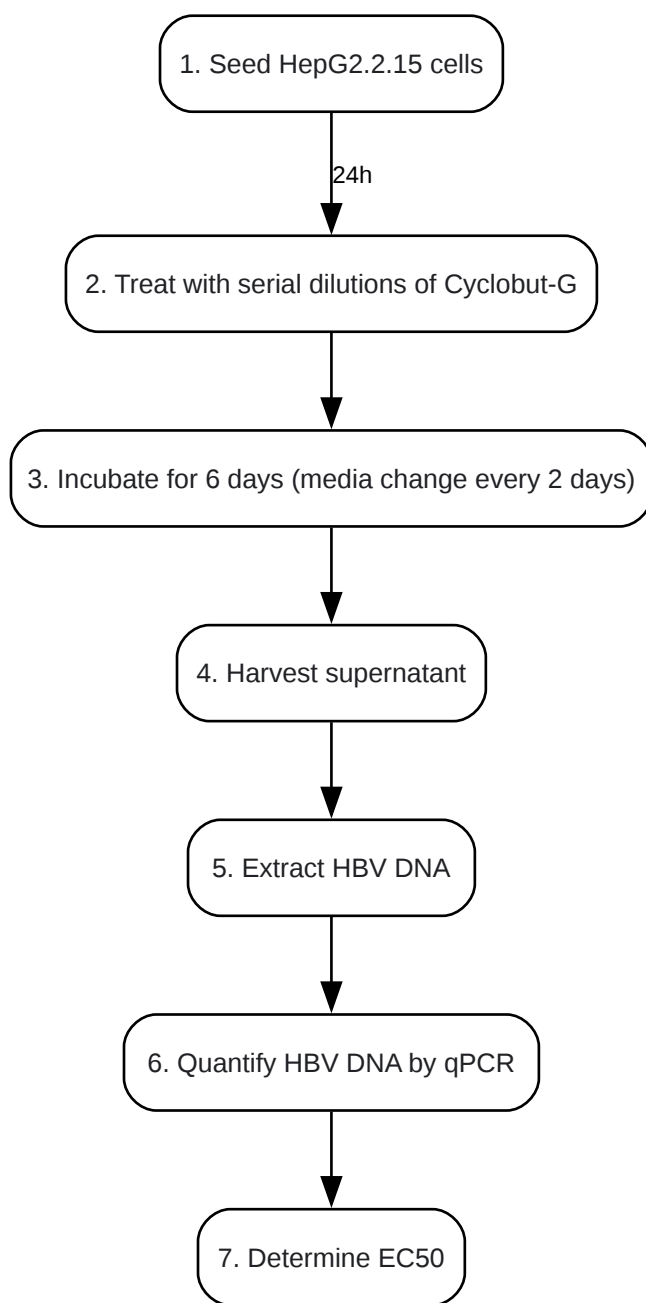 1. Seed HepG2.2.15 cells
24h
2. Treat with serial dilutions of Cyclobut-G
3. Incubate for 6 days (media change every 2 days)
4. Harvest supernatant
5. Extract HBV DNA
6. Quantify HBV DNA by qPCR
7. Determine EC50